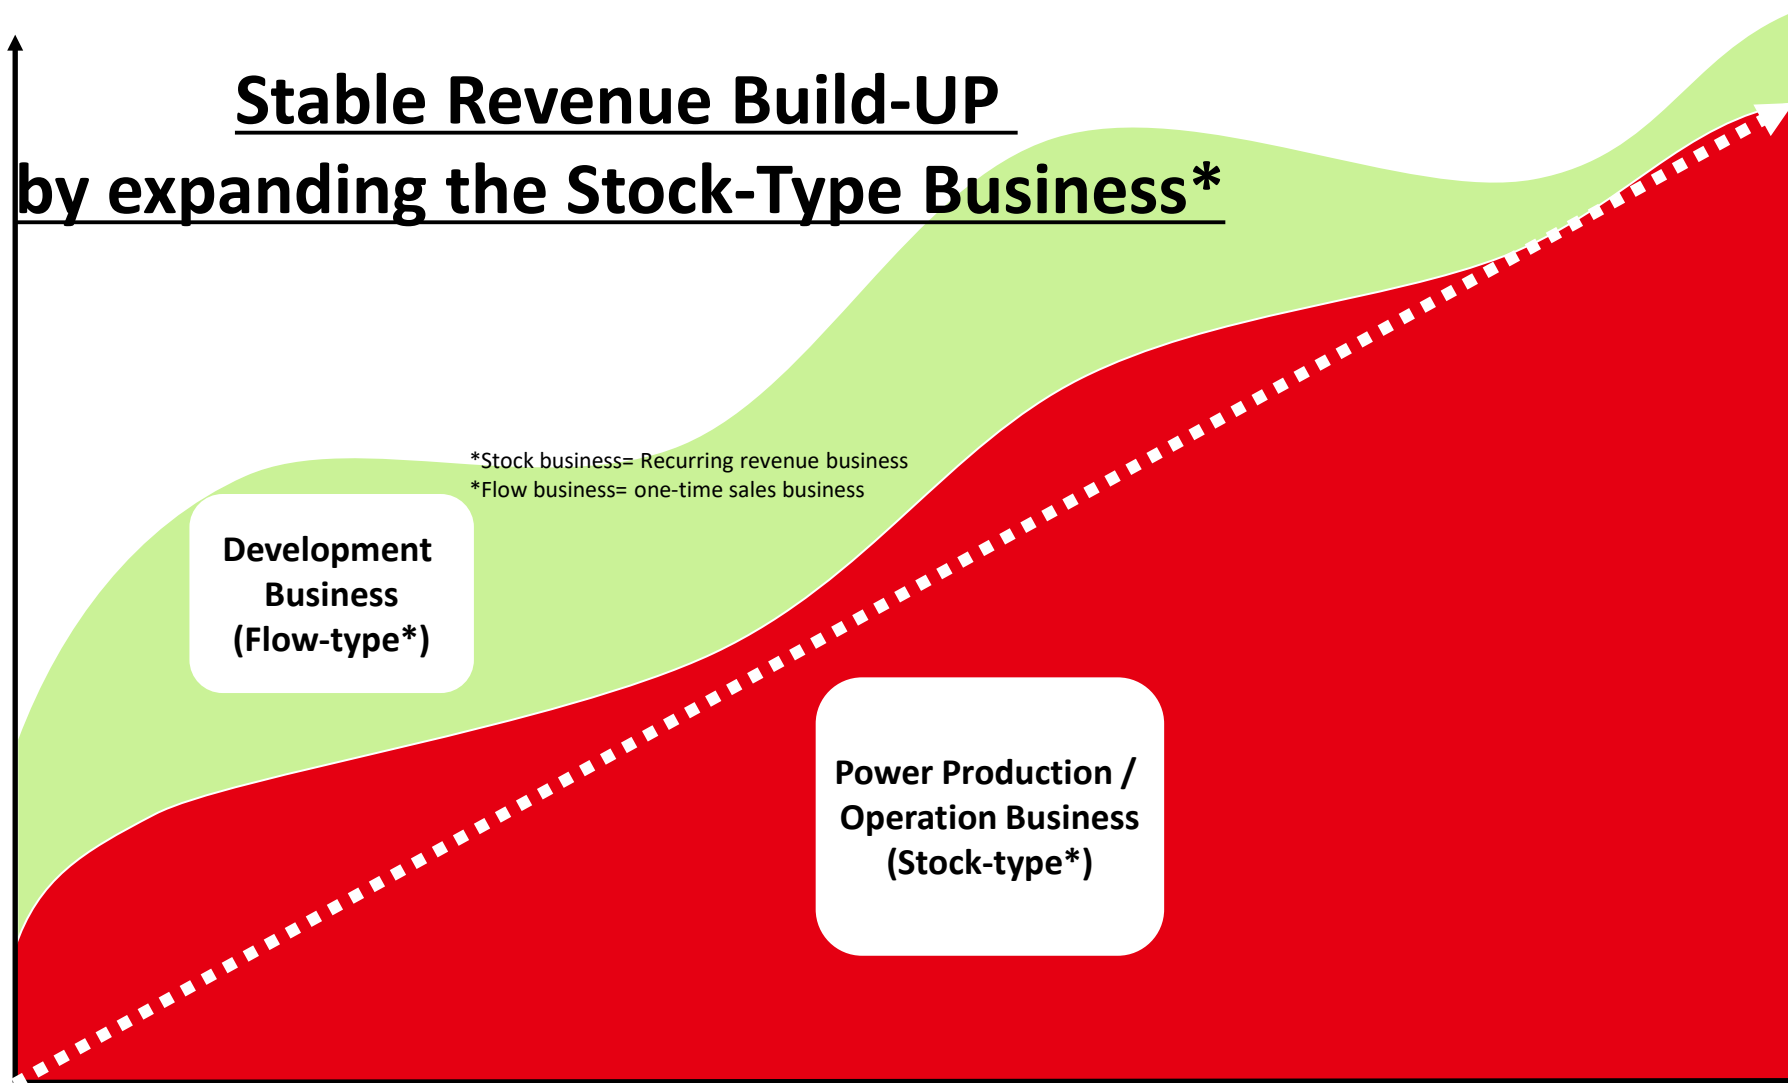 Stable Revenue Build-UP
by expanding the Stock-Type Business*
*Stock business= Recurring revenue business
*Flow business= one-time sales business
Development
Business
(Flow-type*)
Power Production /
Operation Business
(Stock-type*)